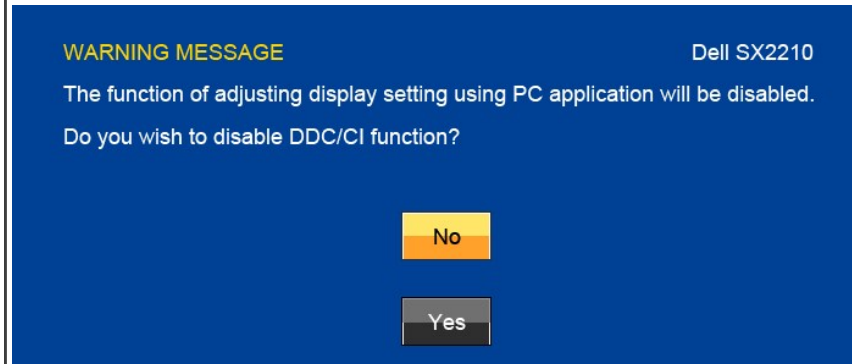 WARNING MESSAGE Dell SX2210
The function of adjusting display setting using PC application will be disabled.
Do you wish to disable DDC/CI function?
No
Yes